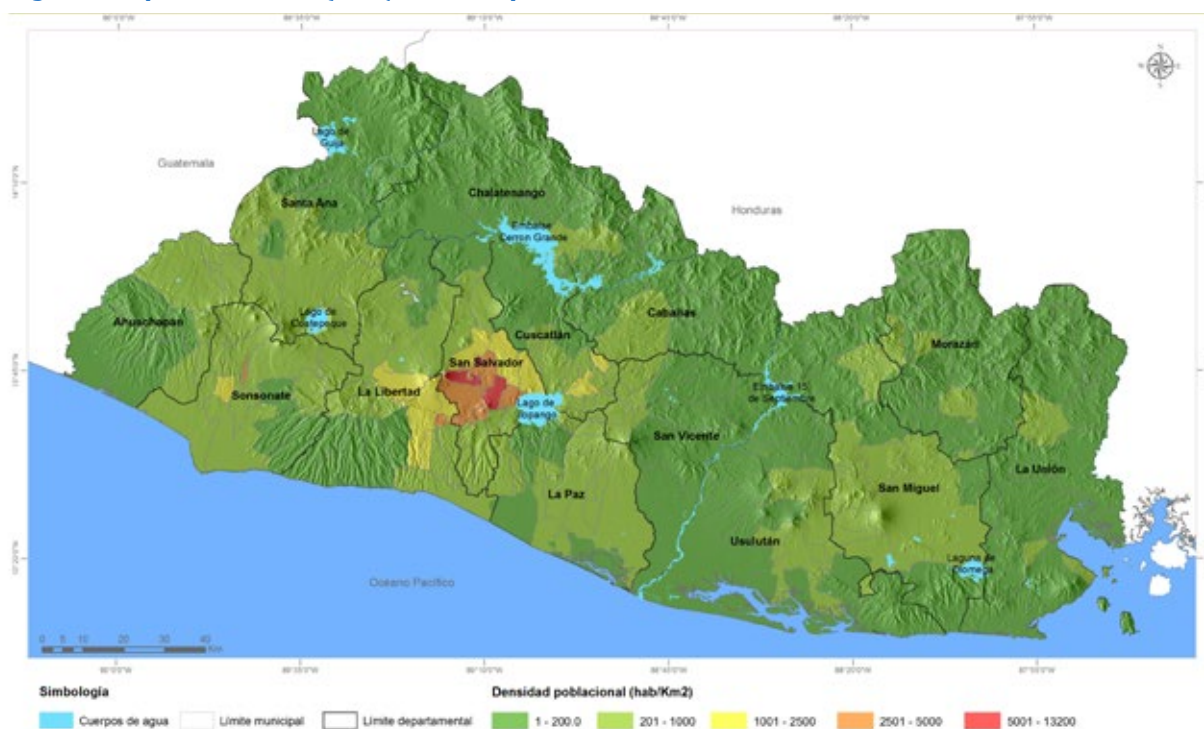 Guatemala
Honduras
Lago de
Guija
Santa Ana
Chalatenango
Embalse
Cerron Grande
Ahuachapan
Lago de
Coatepeque
Cuscatlán
Cabañas
San Salvador
Morazán
Sonsonate
La Libertad
Lago de
Ilopango
Embalse 15
de Septiembre
San Vicente
La Unión
La Paz
San Miguel
Usulután
Laguna de
Olomega
Océano Pacífico
0 5 10 20 30 40
Km
Simbología
Cuerpos de agua
Límite municipal
Límite departamental
Densidad poblacional (hab/Km2)
1 - 200.0
201 - 1000
1001 - 2500
2501 - 5000
5001 - 13200